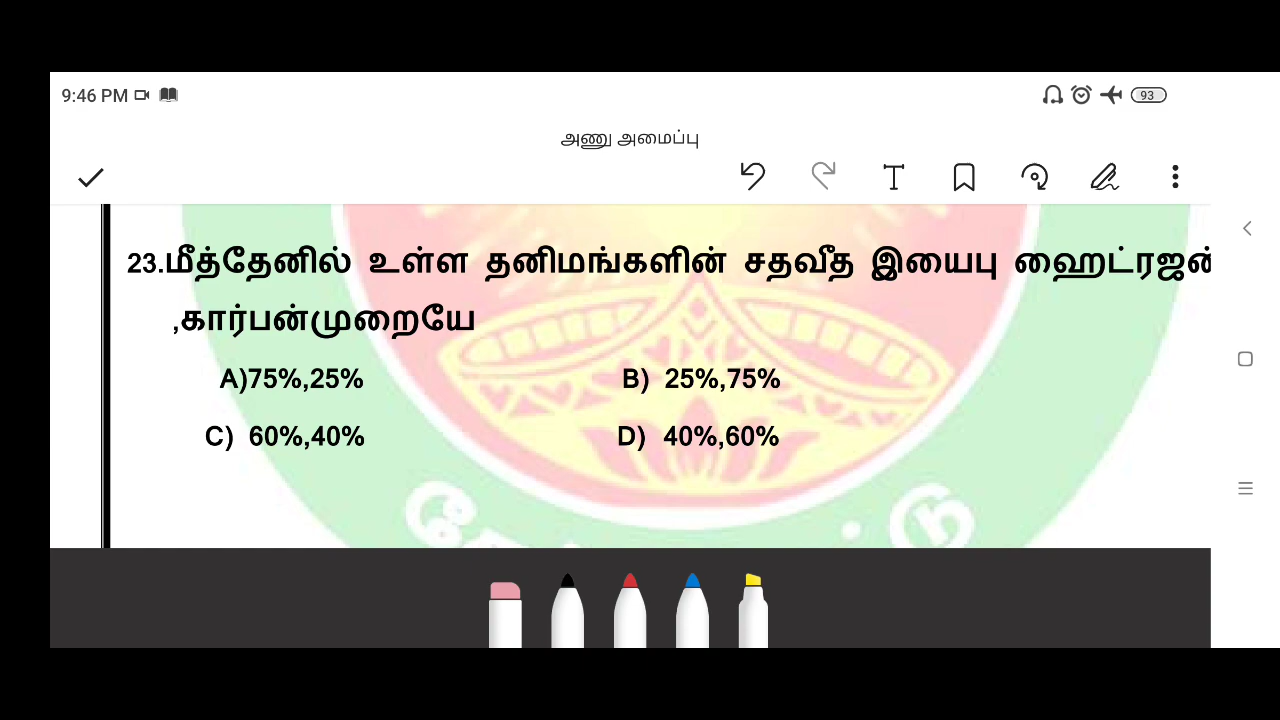 9:46 PM
93
அணு அமைப்பு
23.மீத்தேனில் உள்ள தனிமங்களின் சதவீத இயைபு ஹைட்ரஜன்
,கார்பன்முறையே
A)75%,25% B) 25%,75%
C) 60%,40% D) 40%,60%